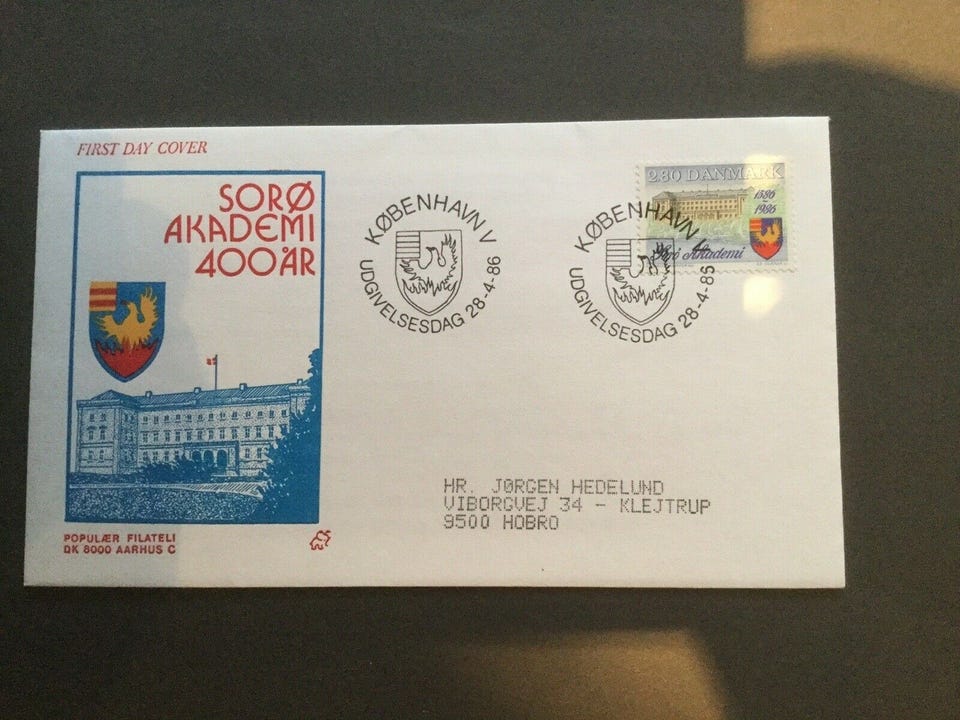 FIRST DAY COVER
SORØ
AKADEMI
400 ÅR
POPULÆR FILATELI
DK 8000 AARHUS C
KØBENHAVN V
UDGIVELSESDAG 28-4-86
KØBENHAVN V
UDGIVELSESDAG 28-4-86
2.80 DANMARK
1586
1986
Sorø Akademi
HR. JØRGEN HEDELUND
VIBORGVEJ 34 - KLEJTRUP
9500 HOBRO